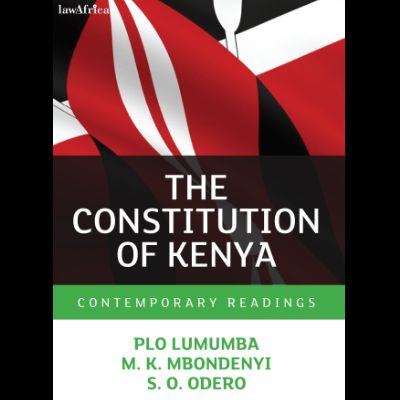 lawAfrica
THE
CONSTITUTION
OF KENYA
CONTEMPORARY READINGS
PLO LUMUMBA
M. K. MBONDENYI
S. O. ODERO